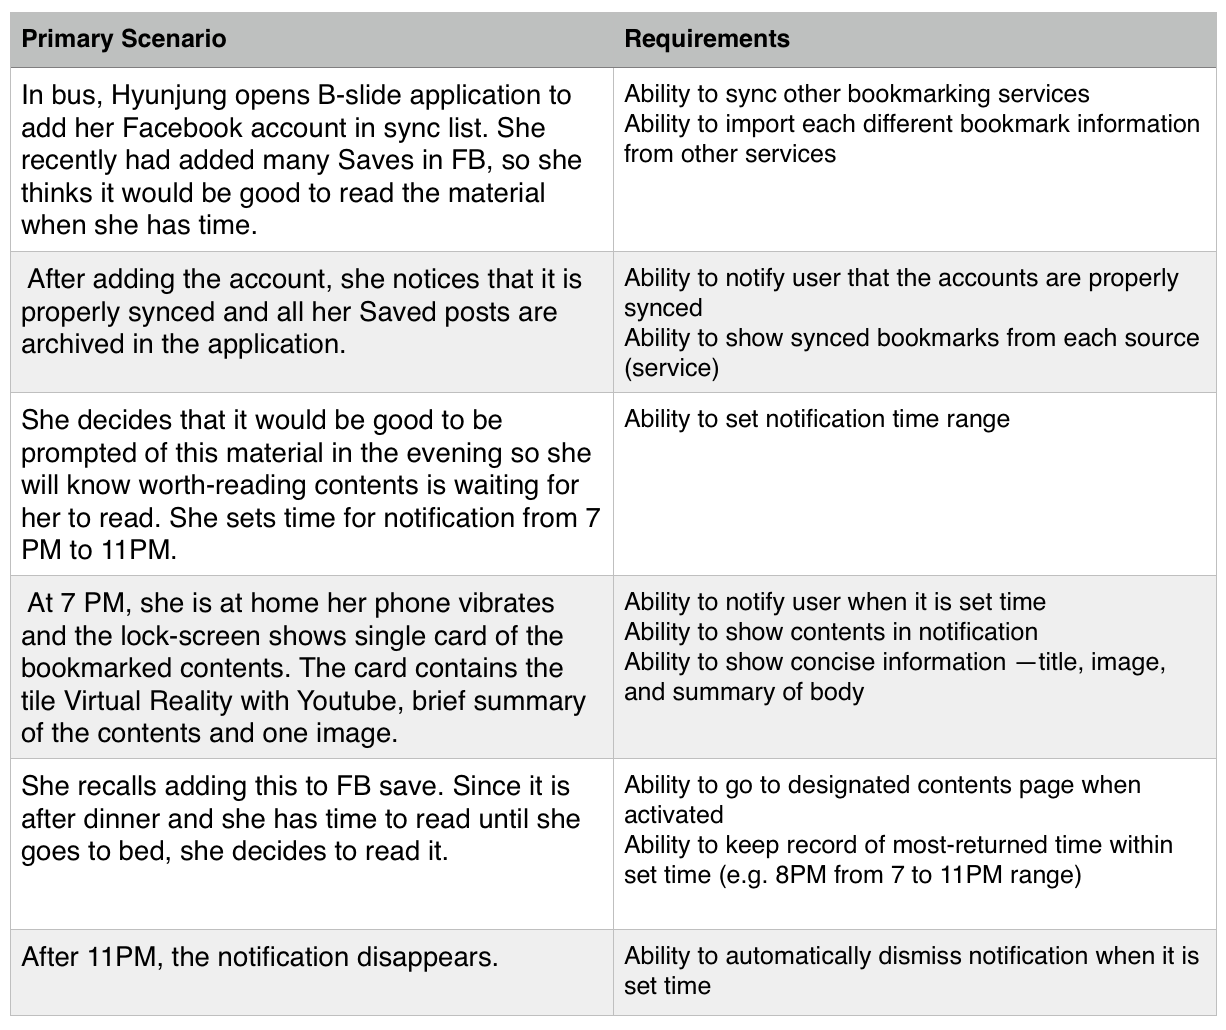 Primary Scenario
Requirements
In bus, Hyunjung opens B-slide application to
add her Facebook account in sync list. She
recently had added many Saves in FB, so she
thinks it would be good to read the material
when she has time.
Ability to sync other bookmarking services
Ability to import each different bookmark information
from other services
After adding the account, she notices that it is
properly synced and all her Saved posts are
archived in the application.
Ability to notify user that the accounts are properly
synced
Ability to show synced bookmarks from each source
(service)
She decides that it would be good to be
prompted of this material in the evening so she
will know worth-reading contents is waiting for
her to read. She sets time for notification from 7
PM to 11PM.
Ability to set notification time range
At 7 PM, she is at home her phone vibrates
and the lock-screen shows single card of the
bookmarked contents. The card contains the
tile Virtual Reality with Youtube, brief summary
of the contents and one image.
Ability to notify user when it is set time
Ability to show contents in notification
Ability to show concise information —title, image,
and summary of body
She recalls adding this to FB save. Since it is
after dinner and she has time to read until she
goes to bed, she decides to read it.
Ability to go to designated contents page when
activated
Ability to keep record of most-returned time within
set time (e.g. 8PM from 7 to 11PM range)
After 11PM, the notification disappears.
Ability to automatically dismiss notification when it is
set time